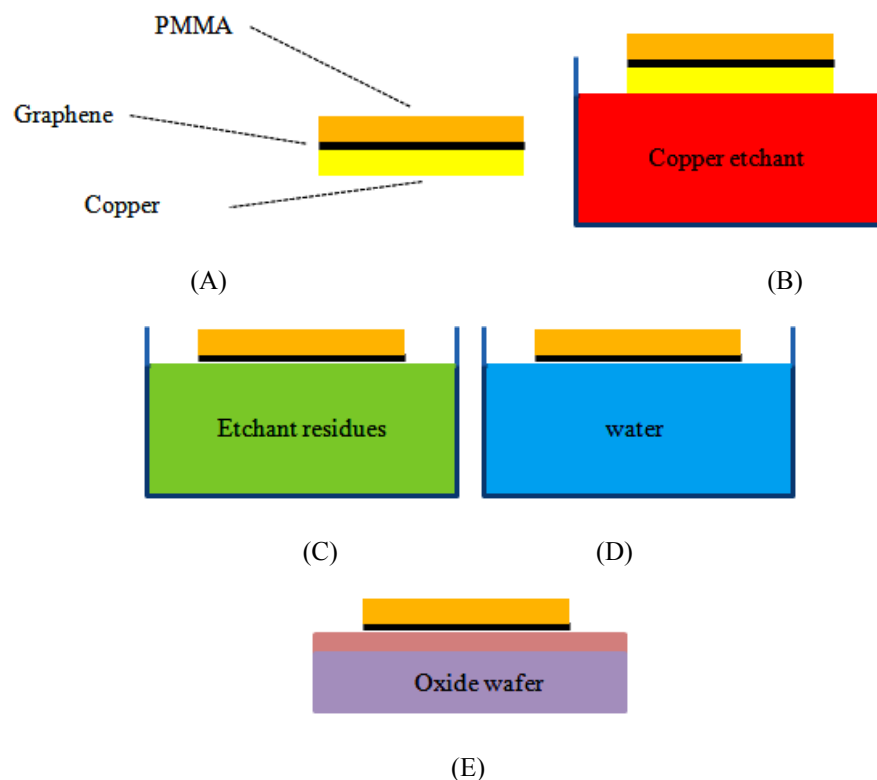 PMMA
Graphene
Copper
Copper etchant
(A)
(B)
Etchant residues
water
(C)
(D)
Oxide wafer
(E)